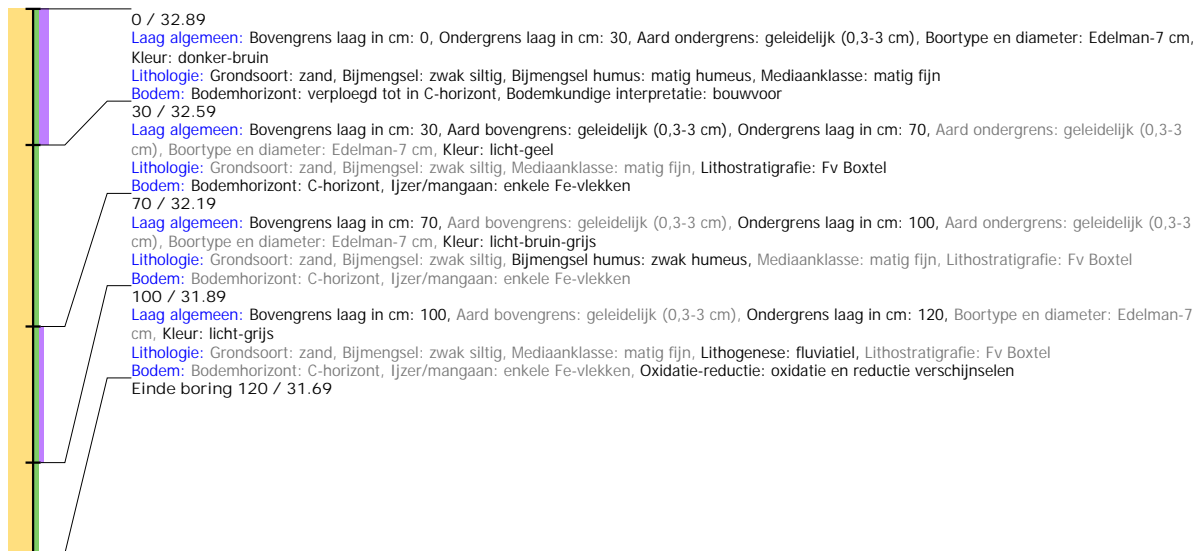 0 / 32.89
Laag algemeen: Bovengrens laag in cm: 0, Ondergrens laag in cm: 30, Aard ondergrens: geleidelijk (0,3-3 cm), Boortype en diameter: Edelman-7 cm,
Kleur: donker-bruin
Lithologie: Grondsoort: zand, Bijmengsel: zwak siltig, Bijmengsel humus: matig humeus, Mediaanklasse: matig fijn
Bodem: Bodemhorizont: verploegd tot in C-horizont, Bodemkundige interpretatie: bouwvoor
30 / 32.59
Laag algemeen: Bovengrens laag in cm: 30, Aard bovengrens: geleidelijk (0,3-3 cm), Ondergrens laag in cm: 70, Aard ondergrens: geleidelijk (0,3-3
cm), Boortype en diameter: Edelman-7 cm, Kleur: licht-geel
Lithologie: Grondsoort: zand, Bijmengsel: zwak siltig, Mediaanklasse: matig fijn, Lithostratigrafie: Fv Boxtel
Bodem: Bodemhorizont: C-horizont, Ijzer/mangaan: enkele Fe-vlekken
70 / 32.19
Laag algemeen: Bovengrens laag in cm: 70, Aard bovengrens: geleidelijk (0,3-3 cm), Ondergrens laag in cm: 100, Aard ondergrens: geleidelijk (0,3-3
cm), Boortype en diameter: Edelman-7 cm, Kleur: licht-bruin-grijs
Lithologie: Grondsoort: zand, Bijmengsel: zwak siltig, Bijmengsel humus: zwak humeus, Mediaanklasse: matig fijn, Lithostratigrafie: Fv Boxtel
Bodem: Bodemhorizont: C-horizont, Ijzer/mangaan: enkele Fe-vlekken
100 / 31.89
Laag algemeen: Bovengrens laag in cm: 100, Aard bovengrens: geleidelijk (0,3-3 cm), Ondergrens laag in cm: 120, Boortype en diameter: Edelman-7
cm, Kleur: licht-grijs
Lithologie: Grondsoort: zand, Bijmengsel: zwak siltig, Mediaanklasse: matig fijn, Lithogenese: fluviatiel, Lithostratigrafie: Fv Boxtel
Bodem: Bodemhorizont: C-horizont, Ijzer/mangaan: enkele Fe-vlekken, Oxidatie-reductie: oxidatie en reductie verschijnselen
Einde boring 120 / 31.69